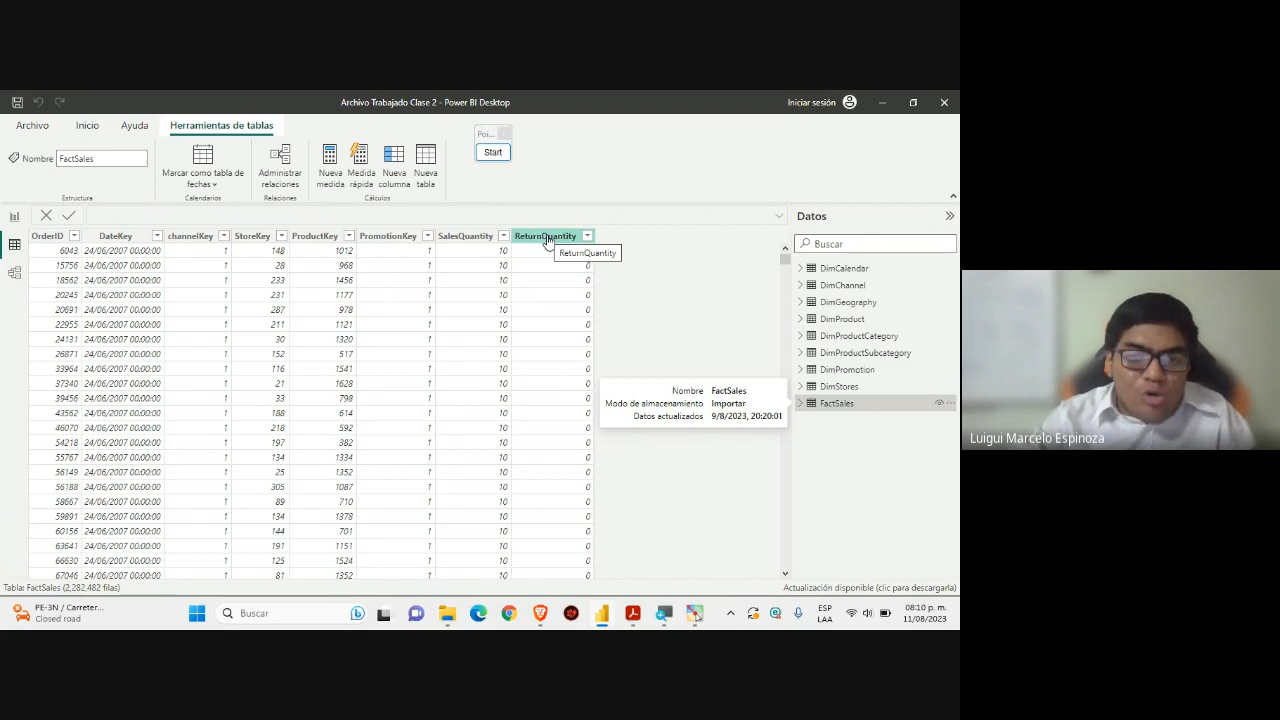 Archivo Trabajado Clase 2 - Power BI Desktop
Iniciar sesión
Archivo Inicio Ayuda Herramientas de tablas
Nombre FactSales
Marcar como tabla de fechas
Administrar relaciones
Nueva medida
Medida rápida
Nueva columna
Nueva tabla
Poi...
Start
Estructura Calendarios Relaciones Cálculos
OrderID DateKey channelKey StoreKey ProductKey PromotionKey SalesQuantity ReturnQuantity
6043 24/06/2007 00:00:00 1 148 1012 1 10
15756 24/06/2007 00:00:00 1 28 968 1 10 0
18562 24/06/2007 00:00:00 1 233 1456 1 10 0
20245 24/06/2007 00:00:00 1 231 1177 1 10 0
20691 24/06/2007 00:00:00 1 287 978 1 10 0
22955 24/06/2007 00:00:00 1 211 1121 1 10 0
24131 24/06/2007 00:00:00 1 30 1320 1 10 0
26871 24/06/2007 00:00:00 1 152 517 1 10 0
33964 24/06/2007 00:00:00 1 116 1541 1 10 0
37340 24/06/2007 00:00:00 1 21 1628 1 10 0
39456 24/06/2007 00:00:00 1 33 798 1 10 0
43562 24/06/2007 00:00:00 1 188 614 1 10 0
46070 24/06/2007 00:00:00 1 218 592 1 10 0
54218 24/06/2007 00:00:00 1 197 382 1 10 0
55767 24/06/2007 00:00:00 1 134 1334 1 10 0
56149 24/06/2007 00:00:00 1 25 1352 1 10 0
56188 24/06/2007 00:00:00 1 305 1087 1 10 0
58667 24/06/2007 00:00:00 1 89 710 1 10 0
59891 24/06/2007 00:00:00 1 134 1378 1 10 0
60156 24/06/2007 00:00:00 1 144 701 1 10 0
63641 24/06/2007 00:00:00 1 191 1151 1 10 0
66630 24/06/2007 00:00:00 1 125 1524 1 10 0
67046 24/06/2007 00:00:00 1 81 1352 1 10 0
ReturnQuantity
Nombre FactSales
Modo de almacenamiento Importar
Datos actualizados 9/8/2023, 20:20:01
Datos
Buscar
DimCalendar
DimChannel
DimGeography
DimProduct
DimProductCategory
DimProductSubcategory
DimPromotion
DimStores
FactSales
Luigui Marcelo Espinoza
Tabla: FactSales (2,282,482 filas)
Actualización disponible (clic para descargarla)
PE-3N / Carreter...
Closed road
Buscar
ESP
LAA
08:10 p. m.
11/08/2023